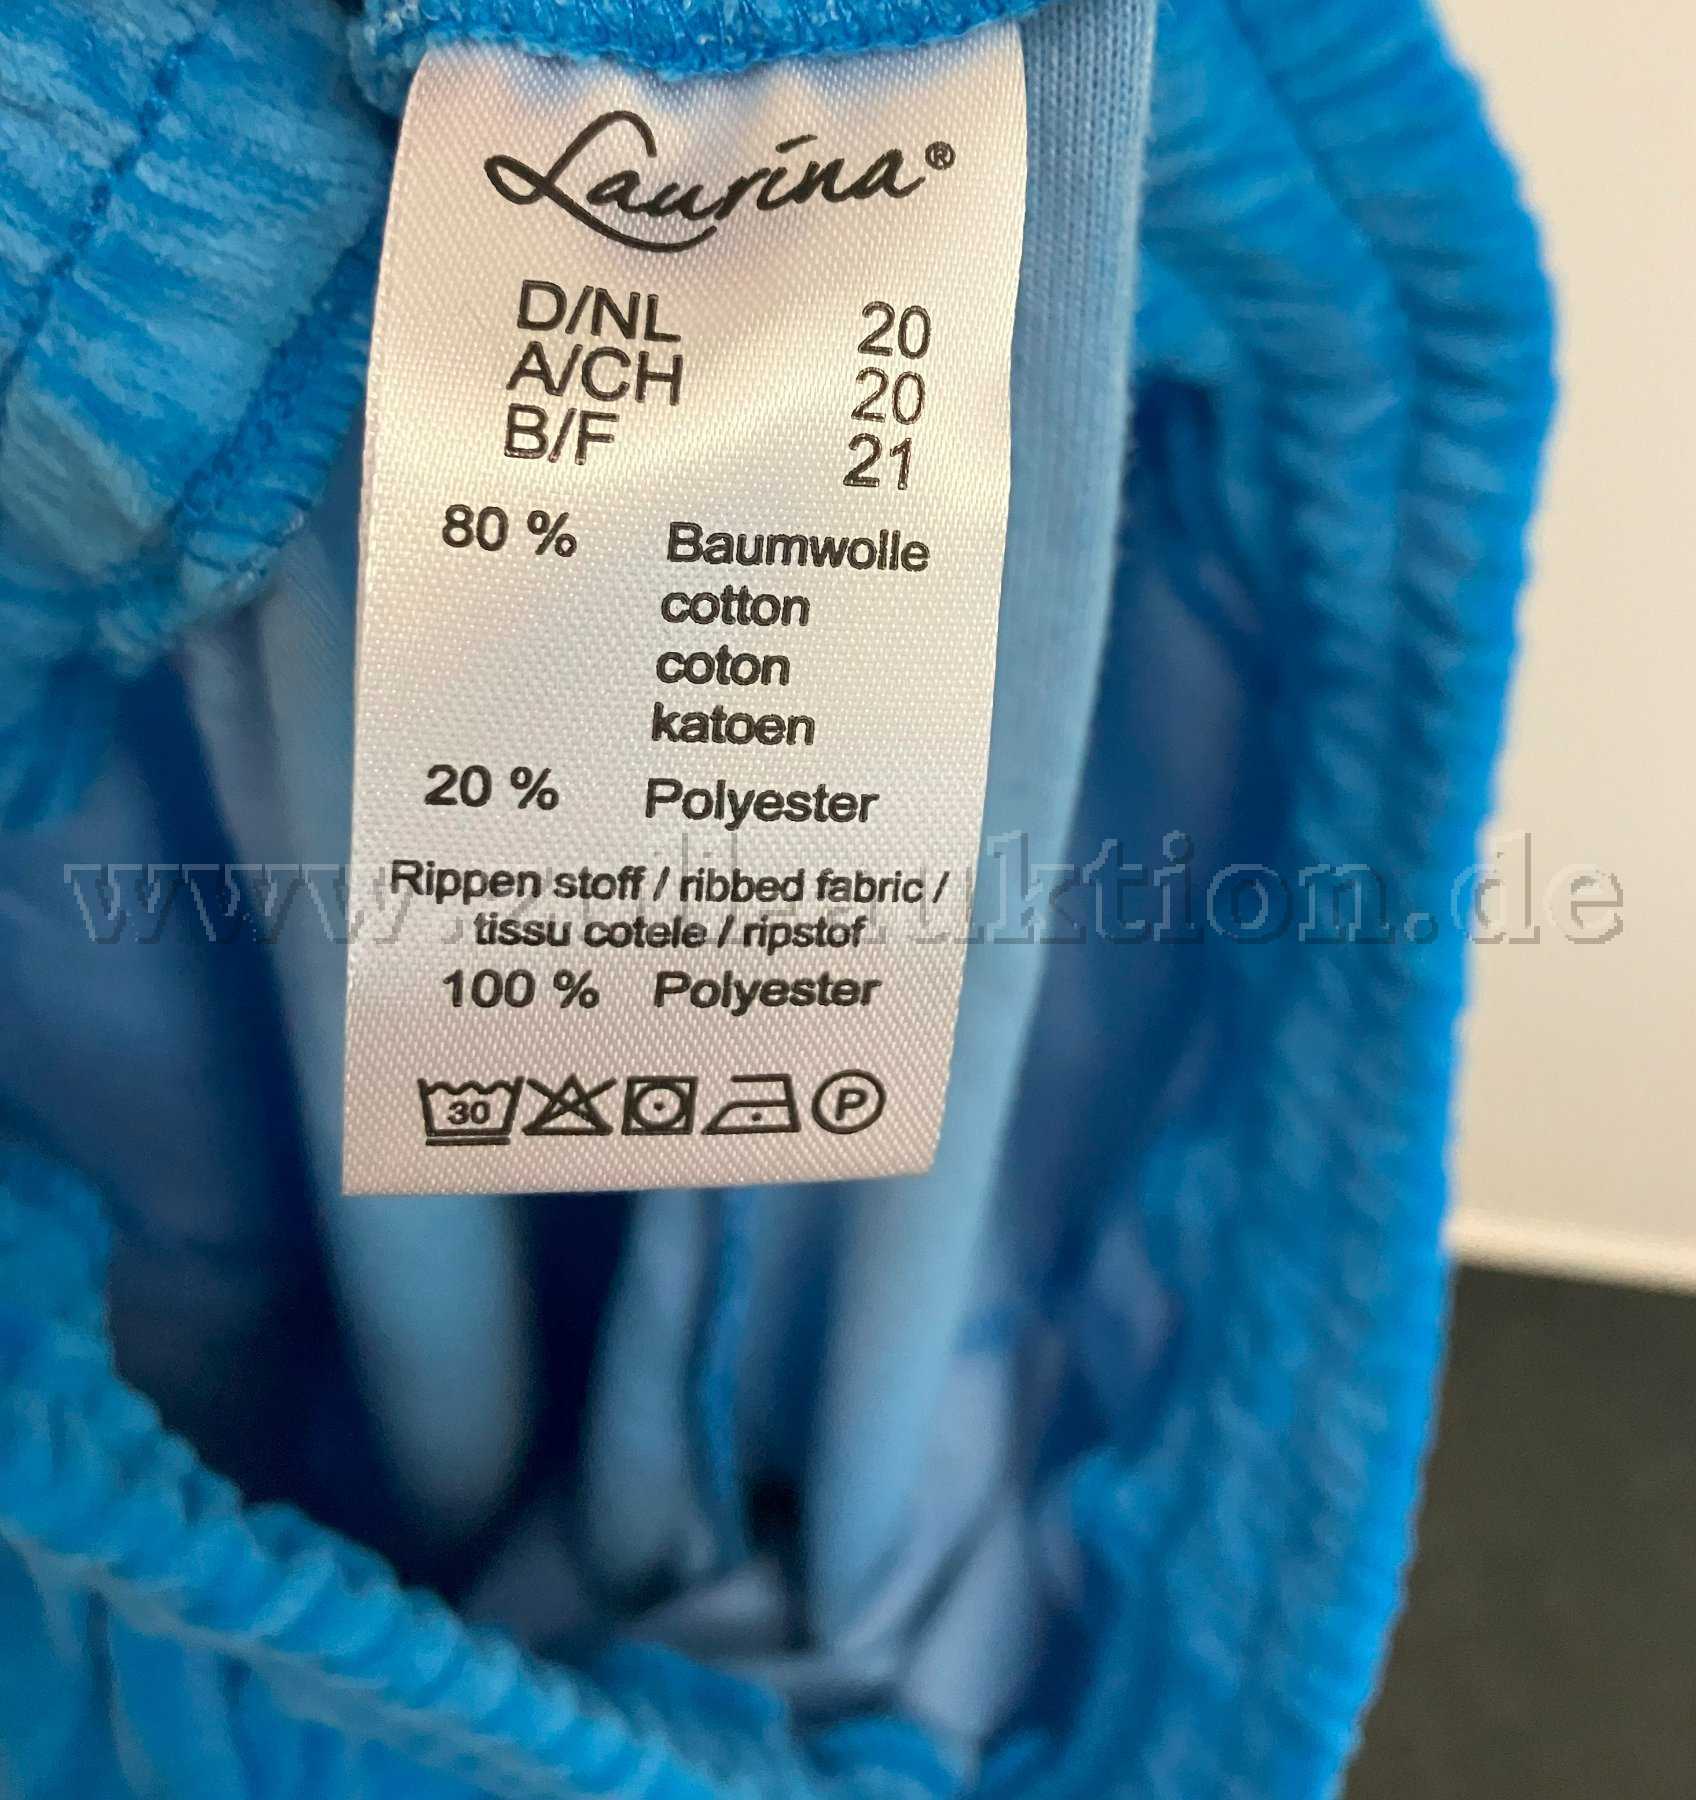 Laurina®
D/NL 20
A/CH 20
B/F 21
80 % Baumwolle
cotton
coton
katoen
20 % Polyester
Rippen stoff / ribbed fabric /
tissu cotele / ripstof
100 % Polyester
30 P